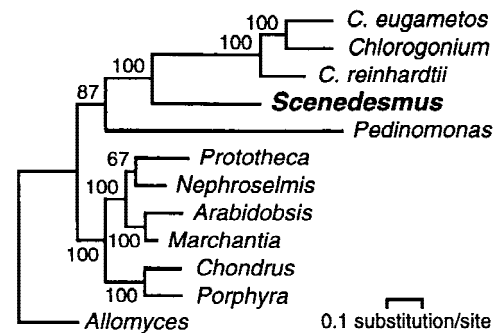 100
C. eugametos
100
Chlorogonium
100
C. reinhardtii
87
Scenedesmus
Pedinomonas
67
Prototheca
100
Nephroselmis
Arabidobsis
100
Marchantia
100
Chondrus
100
Porphyra
Allomyces
0.1 substitution/site